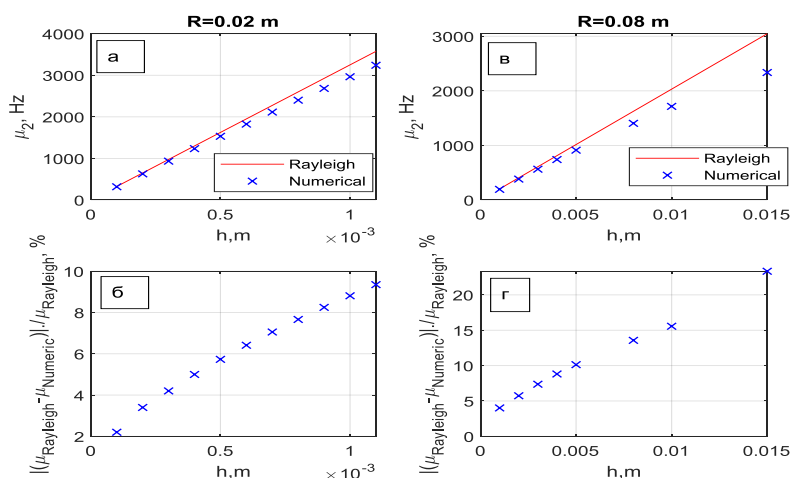 R=0.02 m
R=0.08 m
а
в
4000
3000
2000
1000
0
μ2, Hz
Rayleigh
Numerical
0
0.5
1
h,m
× 10-3
3000
2000
1000
0
μ2, Hz
Rayleigh
Numerical
0
0.005
0.01
0.015
h,m
б
г
10
8
6
4
2
|(μRayleigh-μNumeric)|./μRayleigh, %
0
0.5
1
h,m
× 10-3
20
15
10
5
0
|(μRayleigh-μNumeric)|./μRayleigh, %
0
0.005
0.01
0.015
h,m